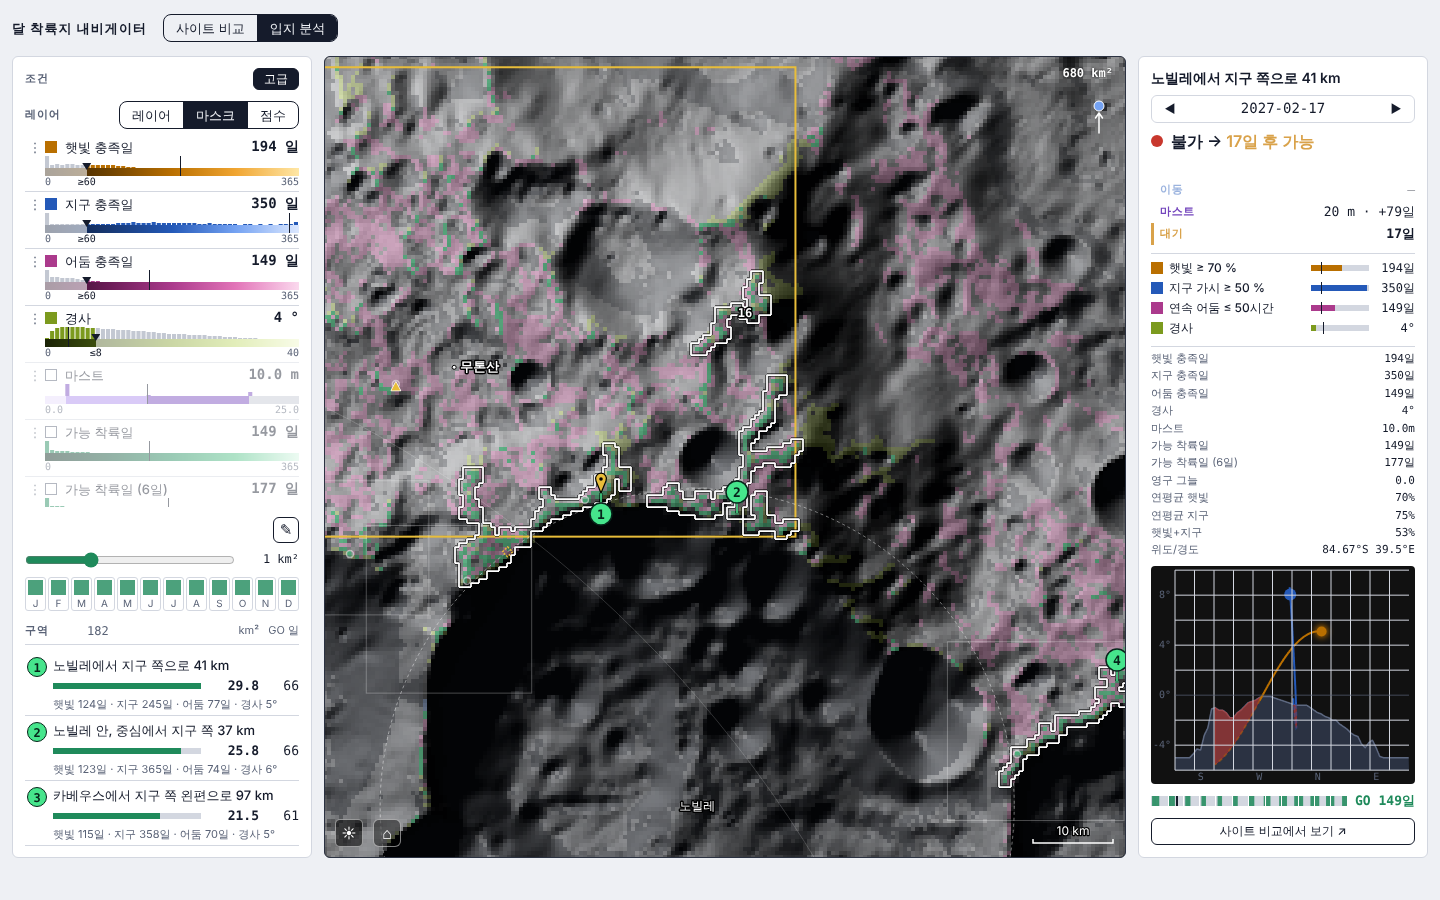 달 착륙지 내비게이터
사이트 비교
입지 분석
조건
고급
레이어
레이어
마스크
점수
햇빛 충족일
194 일
0
≥60
365
지구 충족일
350 일
0
≥60
365
어둠 충족일
149 일
0
≥60
365
경사
4 °
0
≤8
40
마스트
10.0 m
0.0
25.0
가능 착륙일
149 일
0
365
가능 착륙일 (6일)
177 일
1 km²
J F M A M J J A S O N D
구역 182 km² GO 일
1 노빌레에서 지구 쪽으로 41 km
29.8 66
햇빛 124일 · 지구 245일 · 어둠 77일 · 경사 5°
2 노빌레 안, 중심에서 지구 쪽 37 km
25.8 66
햇빛 123일 · 지구 365일 · 어둠 74일 · 경사 6°
3 카베우스에서 지구 쪽 왼편으로 97 km
21.5 61
햇빛 115일 · 지구 358일 · 어둠 70일 · 경사 5°
680 km²
16
무톤산
1
2
4
노빌레
10 km
노빌레에서 지구 쪽으로 41 km
◀ 2027-02-17 ▶
불가 → 17일 후 가능
이동 —
마스트 20 m · +79일
대기 17일
햇빛 ≥ 70 % 194일
지구 가시 ≥ 50 % 350일
연속 어둠 ≤ 50시간 149일
경사 4°
햇빛 충족일 194일
지구 충족일 350일
어둠 충족일 149일
경사 4°
마스트 10.0m
가능 착륙일 149일
가능 착륙일 (6일) 177일
영구 그늘 0.0
연평균 햇빛 70%
연평균 지구 75%
햇빛+지구 53%
위도/경도 84.67°S 39.5°E
8°
4°
0°
-4°
S W N E
GO 149일
사이트 비교에서 보기 ↗